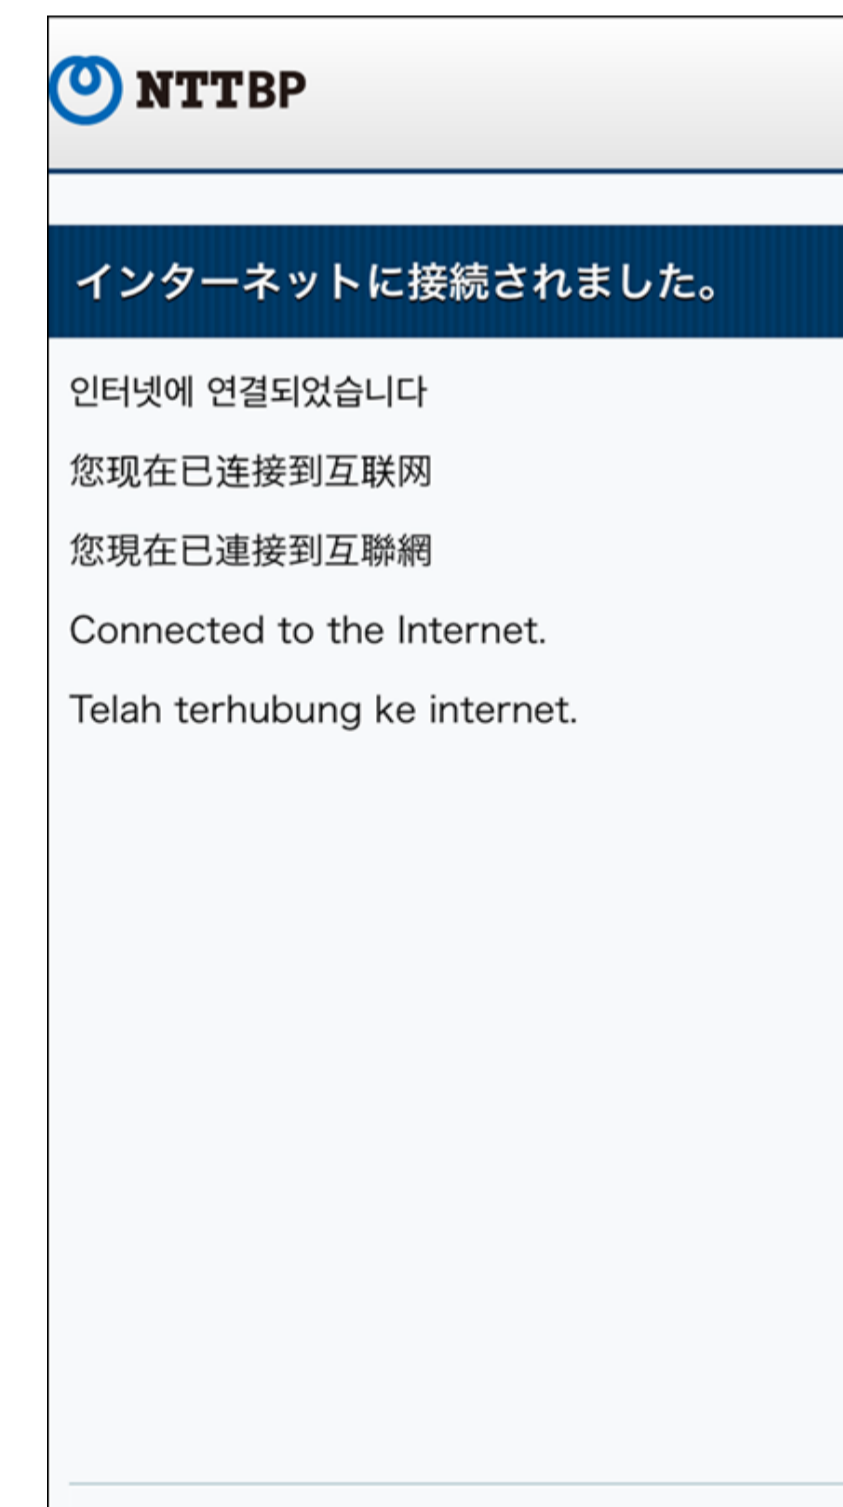 NTTBP
インターネットに接続されました。
인터넷에 연결되었습니다
您现在已连接到互联网
您現在已連接到互聯網
Connected to the Internet.
Telah terhubung ke internet.